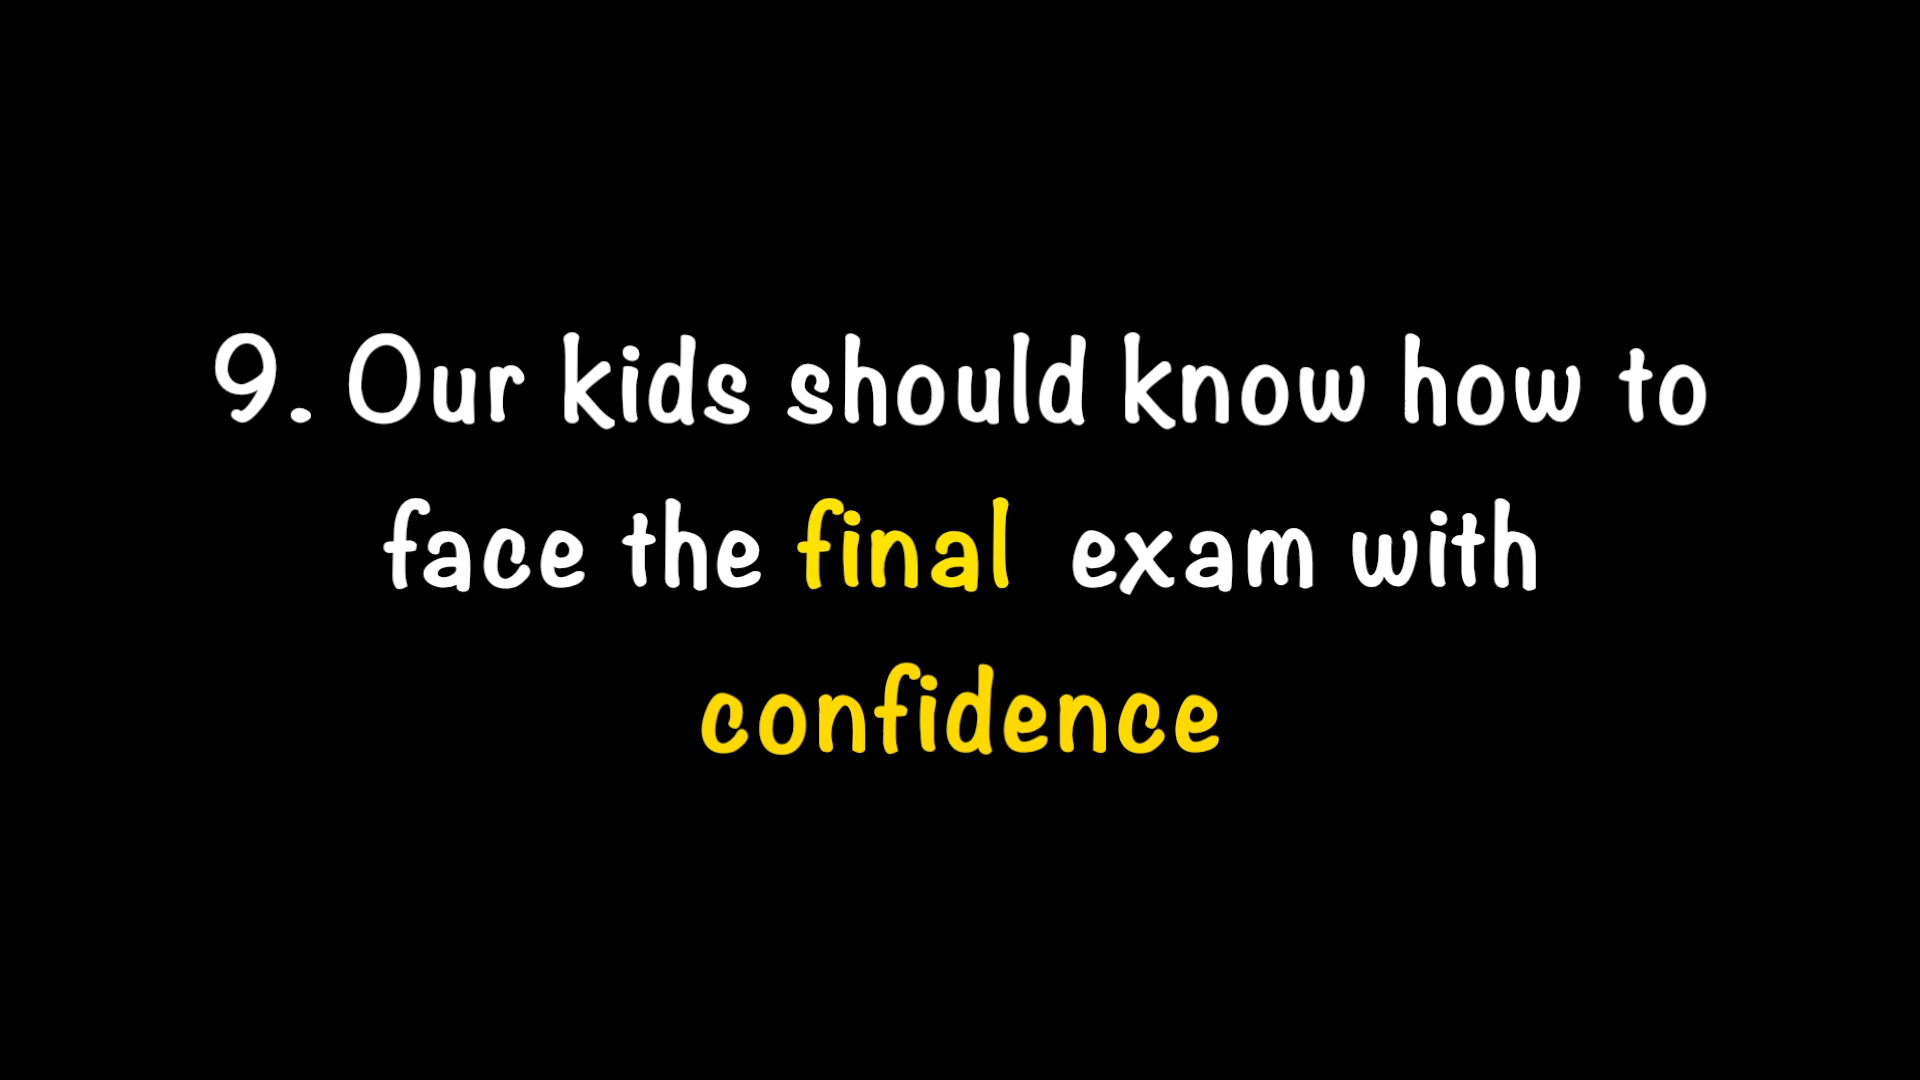 9. Our kids should know how to
face the final exam with
confidence